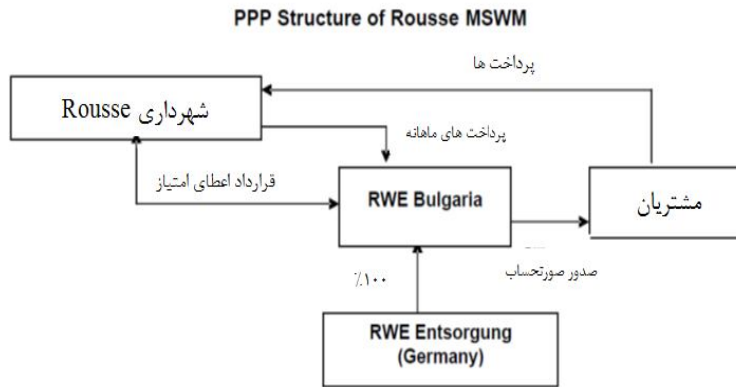 PPP Structure of Rousse MSWM
پرداخت ها
شهرداری Rousse
پرداخت های ماهانه
قرارداد اعطای امتیاز
RWE Bulgaria
مشتریان
صدور صورتحساب
٪۱۰۰
RWE Entsorgung
(Germany)